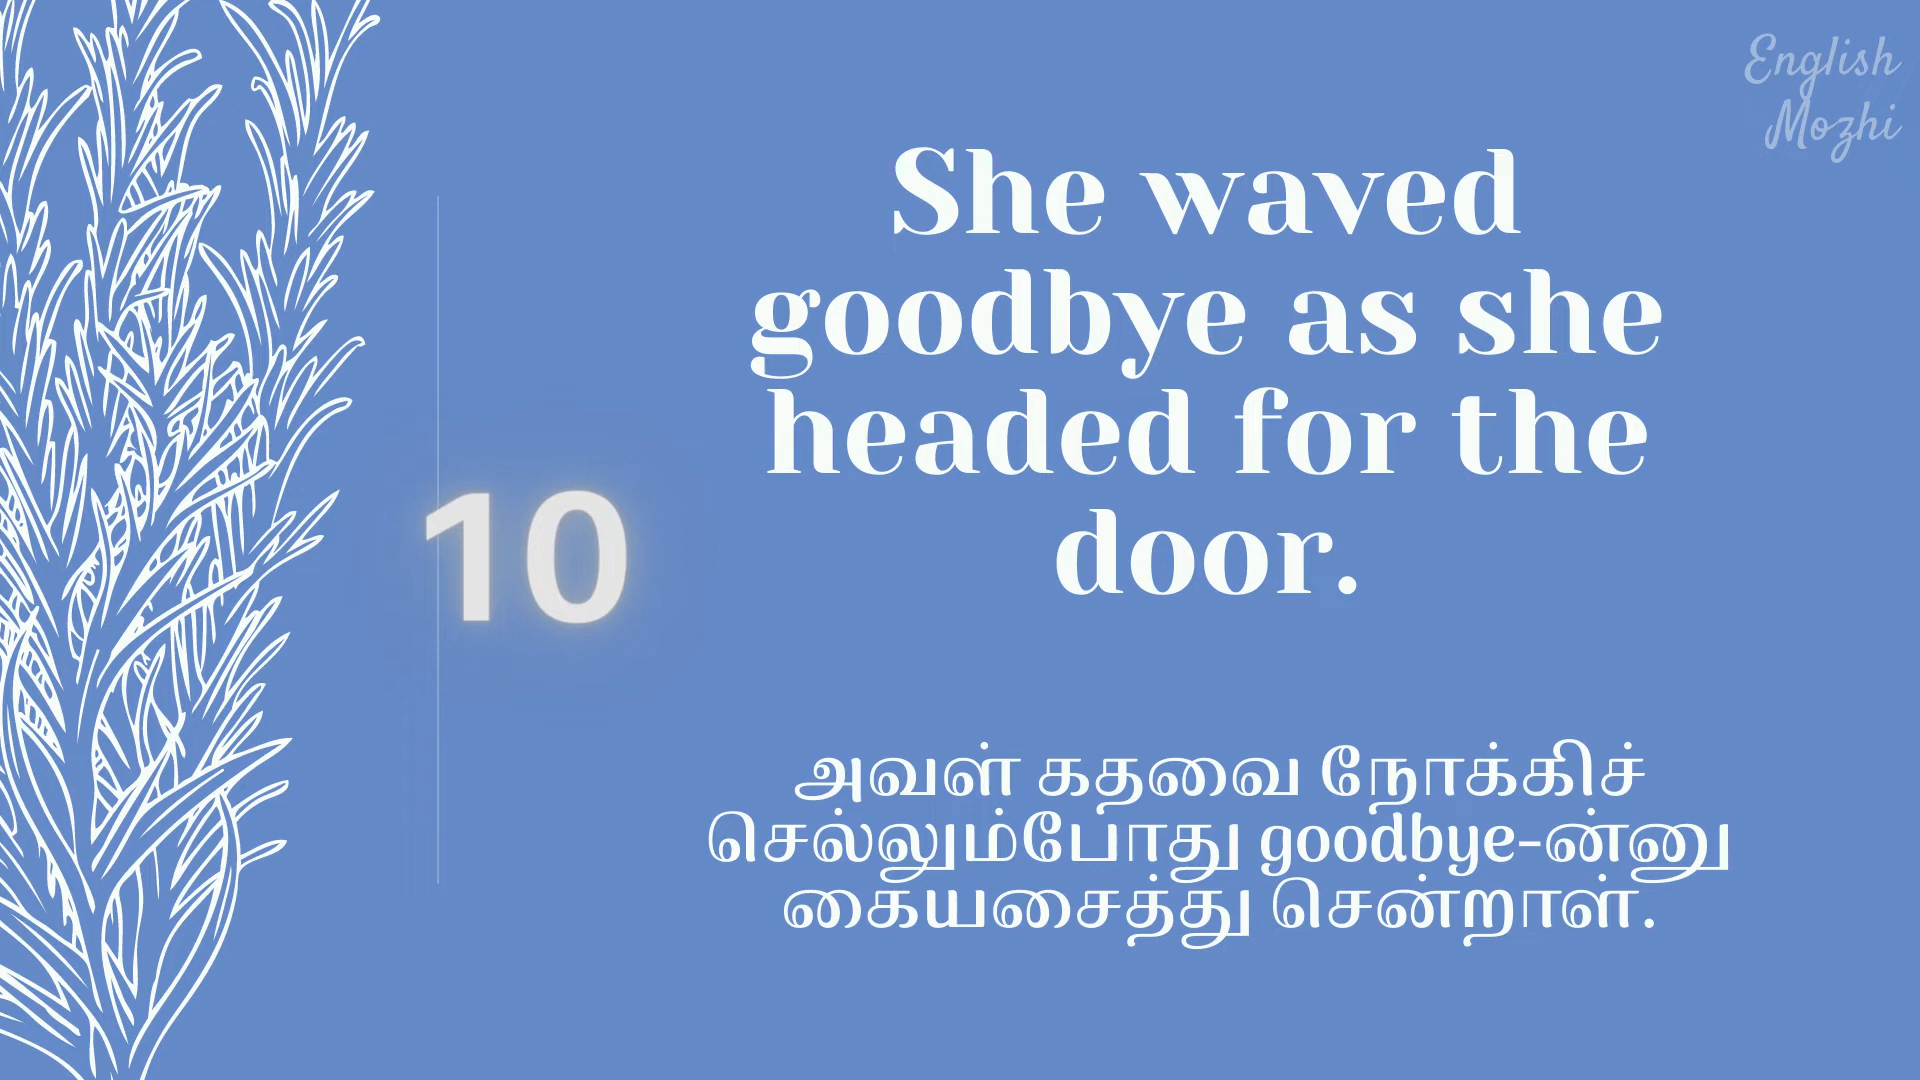 English
Mozhi
She waved
goodbye as she
headed for the
door.
10
அவள் கதவை நோக்கிச்
செல்லும்போது goodbye-ன்னு
கையசைத்து சென்றாள்.